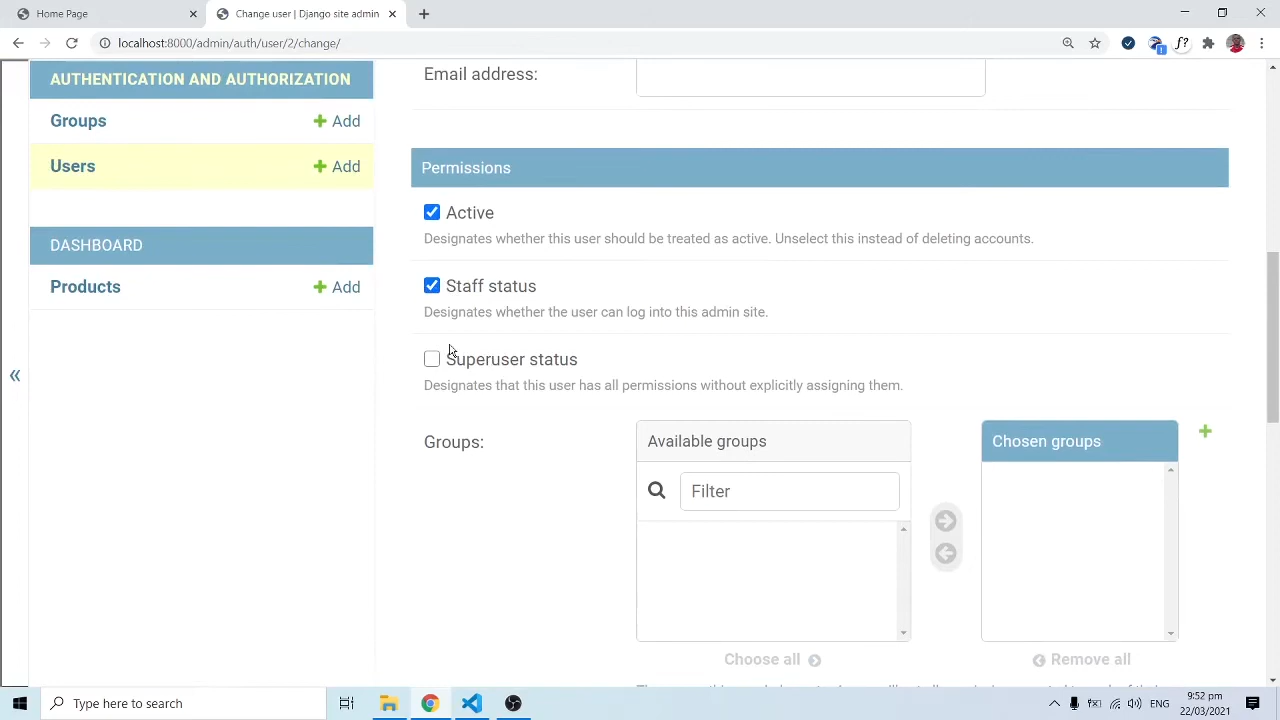 Home Page
Change user | Django site admin
localhost:8000/admin/auth/user/2/change/
AUTHENTICATION AND AUTHORIZATION
Groups
Add
Users
Add
DASHBOARD
Products
Add
Email address:
Permissions
Active
Designates whether this user should be treated as active. Unselect this instead of deleting accounts.
Staff status
Designates whether the user can log into this admin site.
Superuser status
Designates that this user has all permissions without explicitly assigning them.
Groups:
Available groups
Filter
Chosen groups
Choose all
Remove all
Type here to search
ENG
9:52 pm
22/03/2021